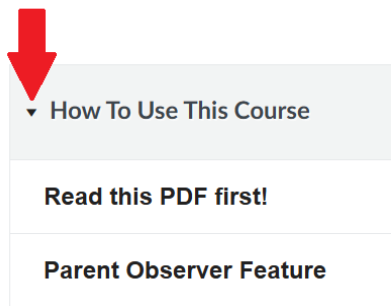 How To Use This Course
Read this PDF first!
Parent Observer Feature